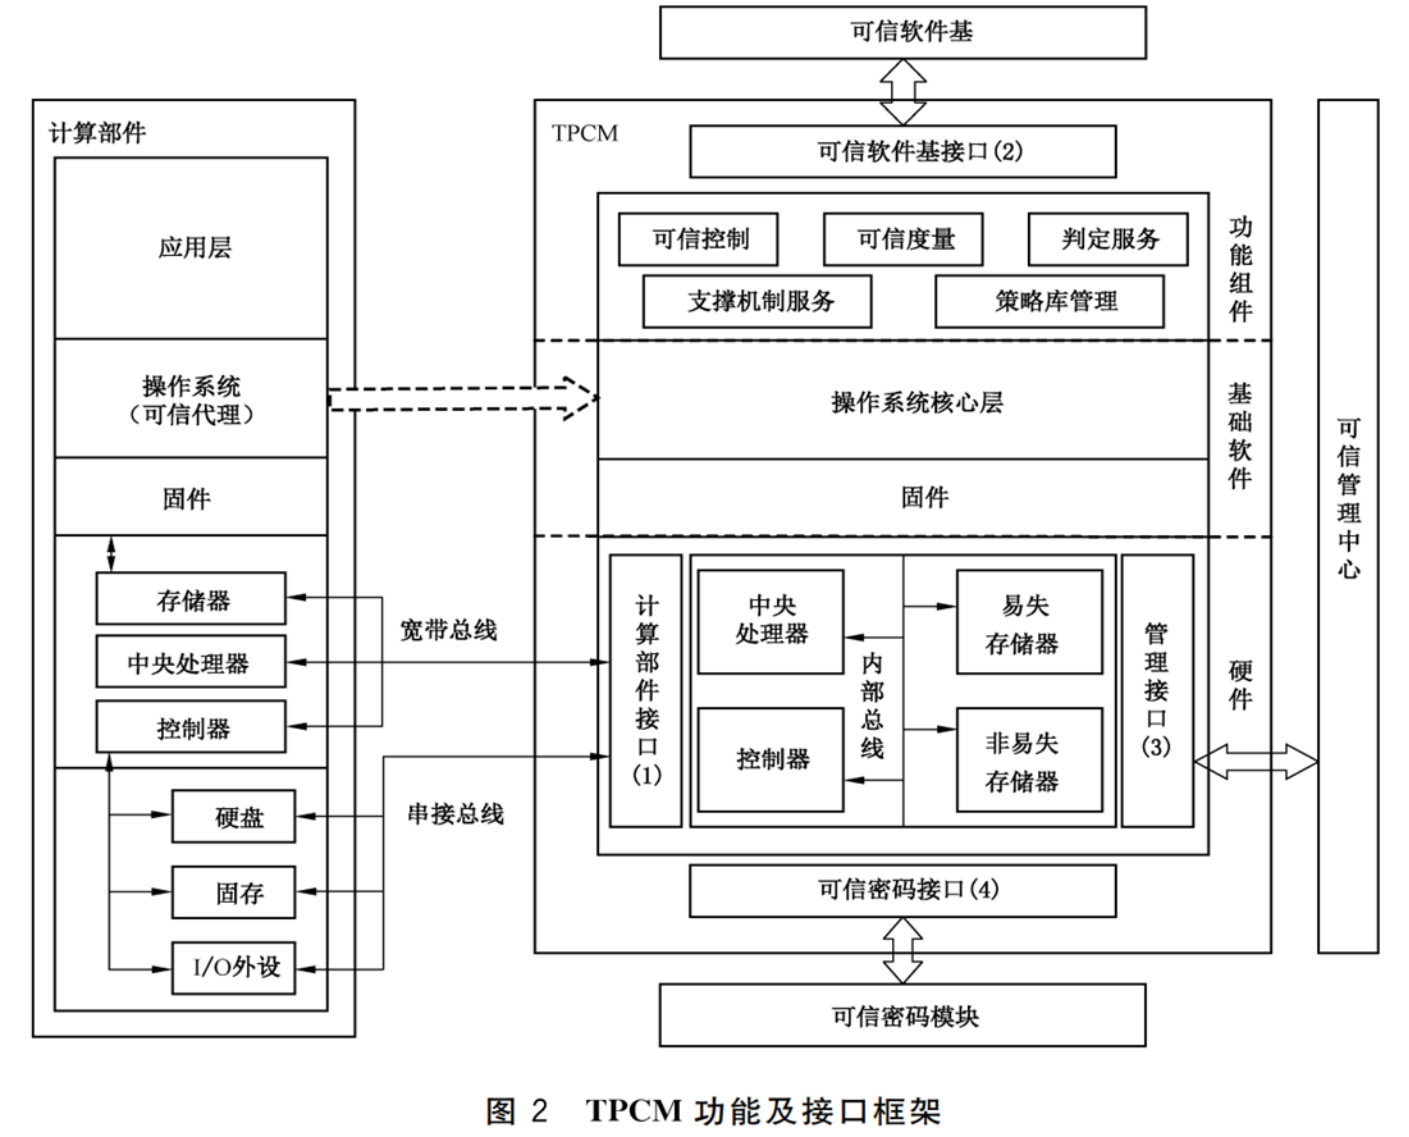 可信软件基
计算部件
应用层
操作系统
（可信代理）
固件
存储器
中央处理器
控制器
硬盘
固存
I/O外设
宽带总线
串接总线
TPCM
可信软件基接口(2)
可信控制
可信度量
判定服务
支撑机制服务
策略库管理
功能组件
操作系统核心层
固件
基础软件
计算部件接口(1)
中央
处理器
控制器
内部总线
易失
存储器
非易失
存储器
管理接口(3)
硬件
可信密码接口(4)
可信密码模块
可信管理中心
图 2 TPCM 功能及接口框架